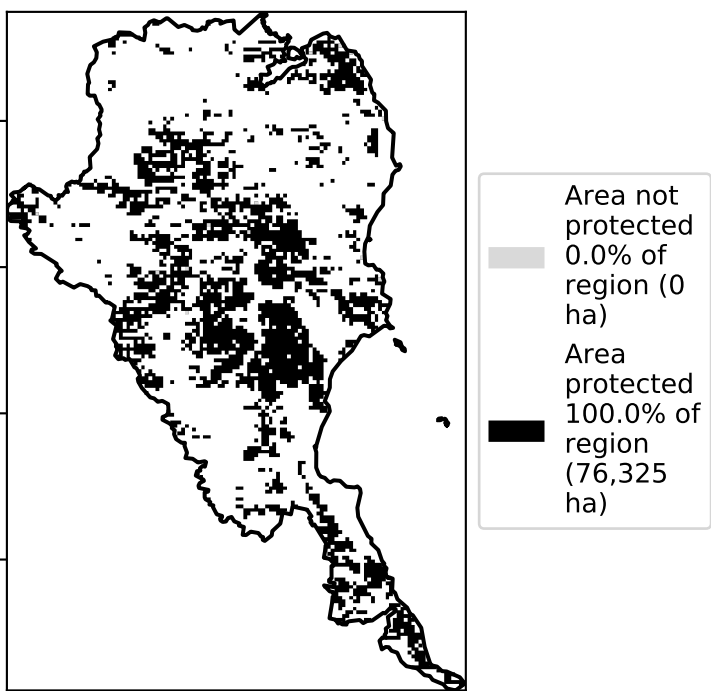 Area not
protected
0.0% of
region (0
ha)
Area
protected
100.0% of
region
(76,325
ha)